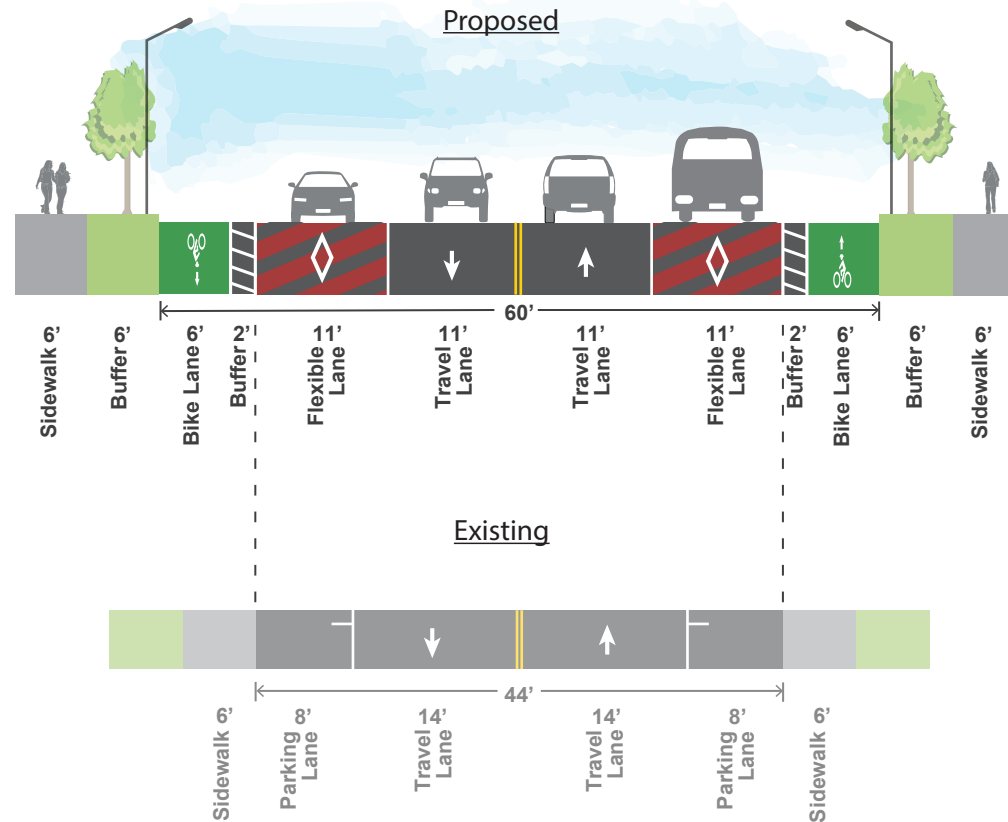 Proposed
60’
Sidewalk 6’
Buffer 6’
Bike Lane 6’
Buffer 2’
Flexible 11’
Lane
Travel 11’
Lane
Travel 11’
Lane
Flexible 11’
Lane
Buffer 2’
Bike Lane 6’
Buffer 6’
Sidewalk 6’
Existing
44’
Sidewalk 6’
Parking 8’
Lane
Travel 14’
Lane
Travel 14’
Lane
Parking 8’
Lane
Sidewalk 6’